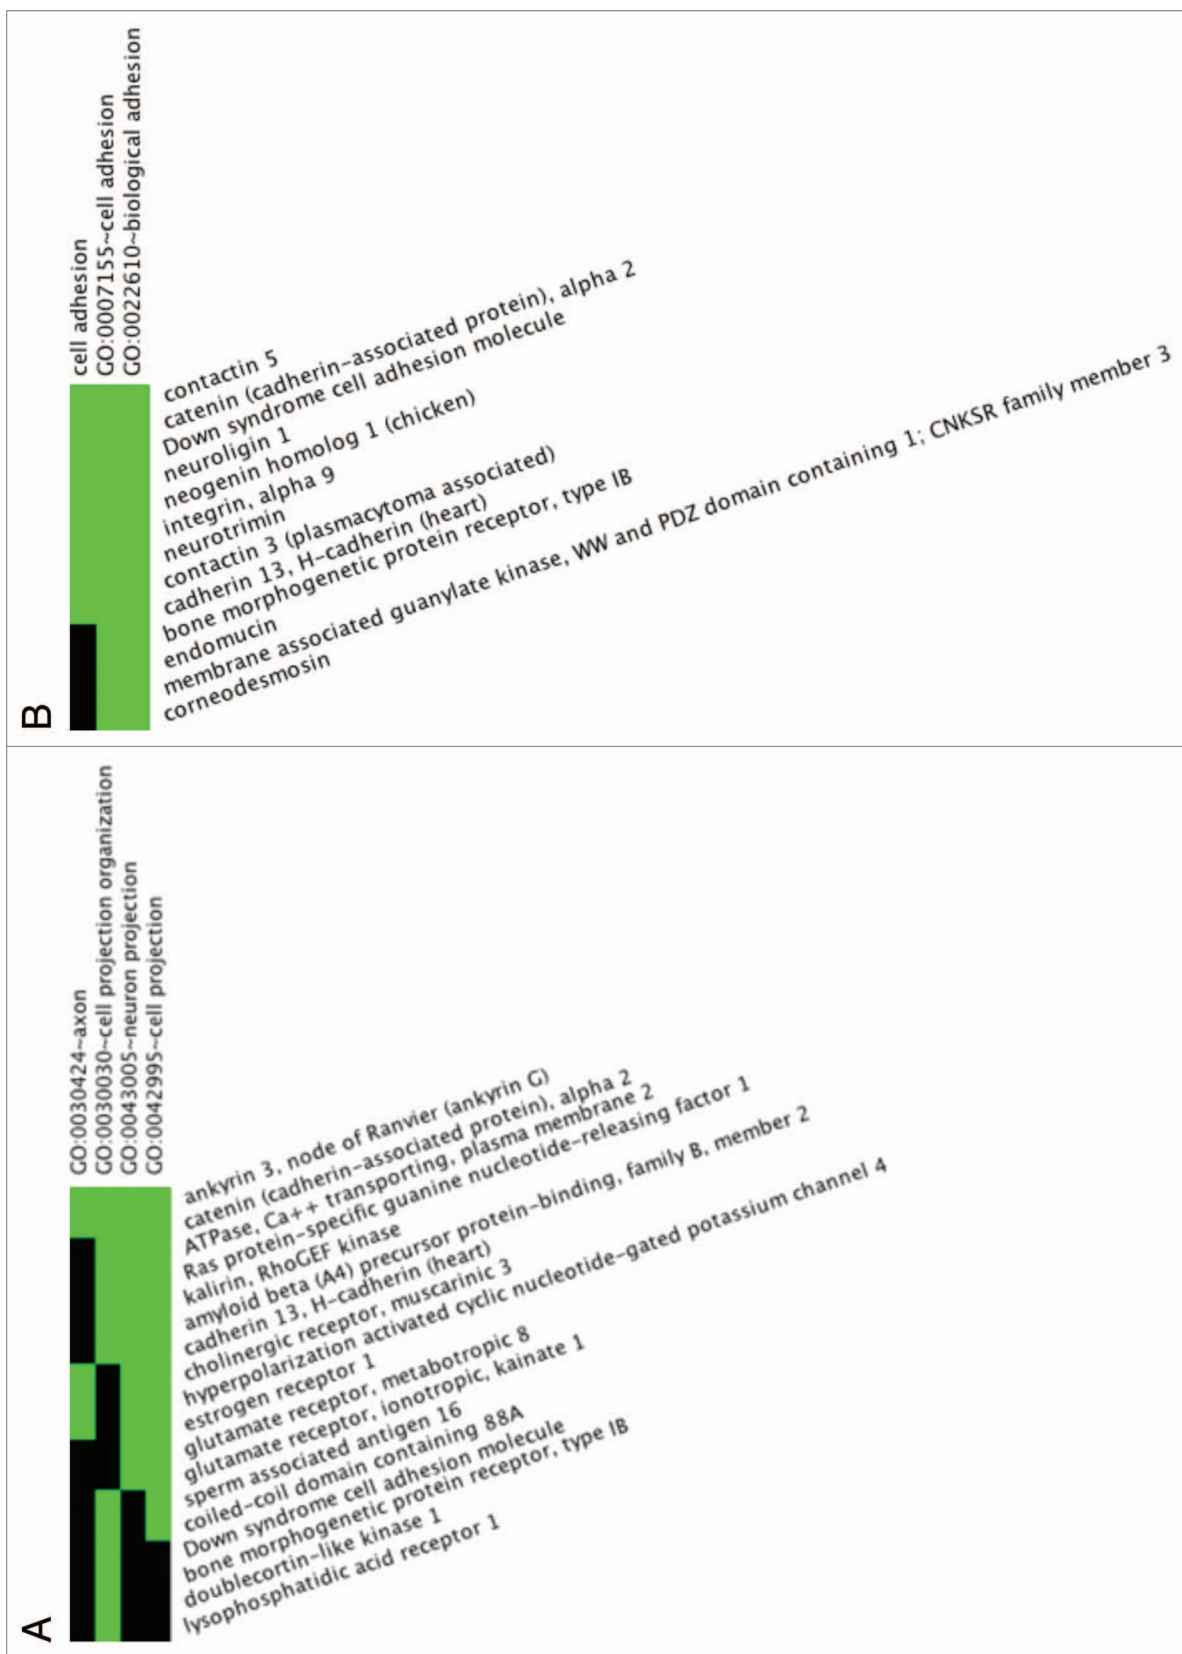 A
GO:0030424~axon
GO:0030030~cell projection organization
GO:0043005~neuron projection
GO:0042995~cell projection
ankyrin 3, node of Ranvier (ankyrin G)
catenin (cadherin-associated protein), alpha 2
ATPase, Ca++ transporting, plasma membrane 2
Ras protein-specific guanine nucleotide-releasing factor 1
kalirin, RhoGEF kinase
amyloid beta (A4) precursor protein-binding, family B, member 2
cadherin 13, H-cadherin (heart)
cholinergic receptor, muscarinic 3
hyperpolarization activated cyclic nucleotide-gated potassium channel 4
estrogen receptor 1
glutamate receptor, metabotropic 8
glutamate receptor, ionotropic, kainate 1
sperm associated antigen 16
coiled-coil domain containing 88A
Down syndrome cell adhesion molecule
bone morphogenetic protein receptor, type IB
doublecortin-like kinase 1
lysophosphatidic acid receptor 1
B
cell adhesion
GO:0007155~cell adhesion
GO:0022610~biological adhesion
contactin 5
catenin (cadherin-associated protein), alpha 2
Down syndrome cell adhesion molecule
neuroligin 1
neogenin homolog 1 (chicken)
integrin, alpha 9
neurotrimin
contactin 3 (plasmacytoma associated)
cadherin 13, H-cadherin (heart)
bone morphogenetic protein receptor, type IB
endomucin
membrane associated guanylate kinase, WW and PDZ domain containing 1; CNKSR family member 3
corneodesmosin